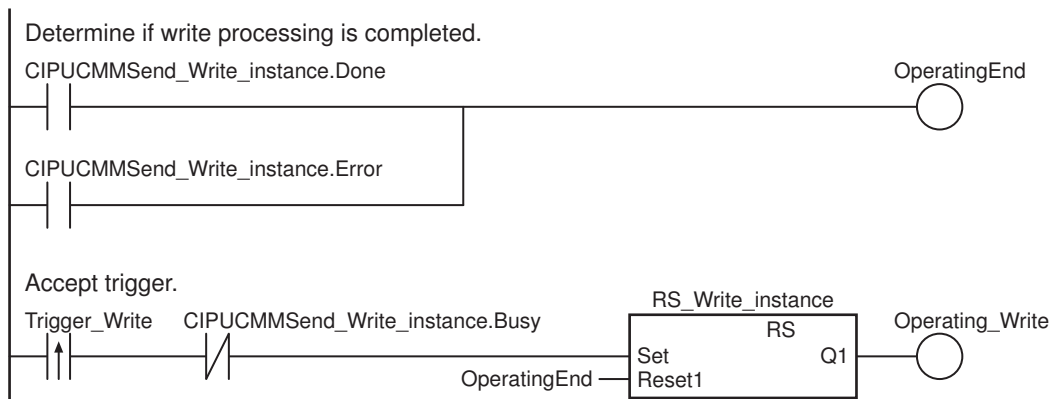 Determine if write processing is completed.
CIPUCMMSend_Write_instance.Done
OperatingEnd
CIPUCMMSend_Write_instance.Error
Accept trigger.
RS_Write_instance
Trigger_Write CIPUCMMSend_Write_instance.Busy
RS
Operating_Write
Set Q1
OperatingEnd Reset1